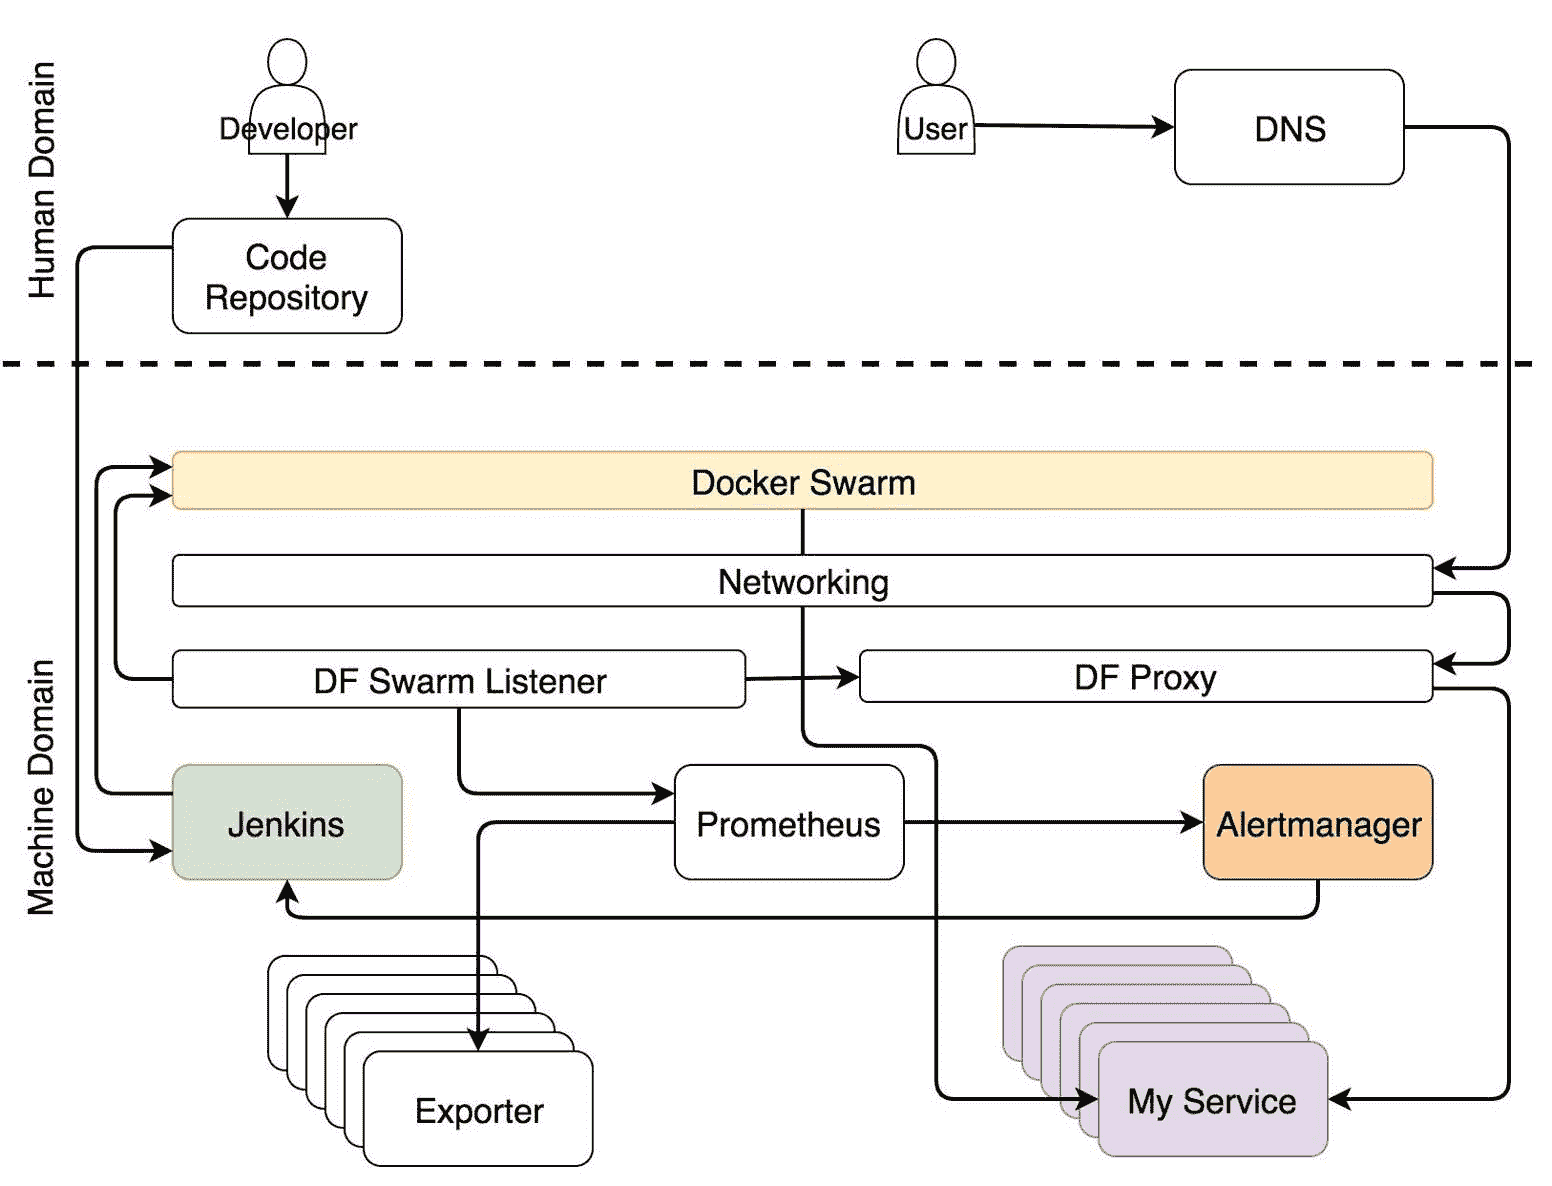 Human Domain
Developer
User
DNS
Code
Repository
Machine Domain
Docker Swarm
Networking
DF Swarm Listener
DF Proxy
Jenkins
Prometheus
Alertmanager
Exporter
My Service